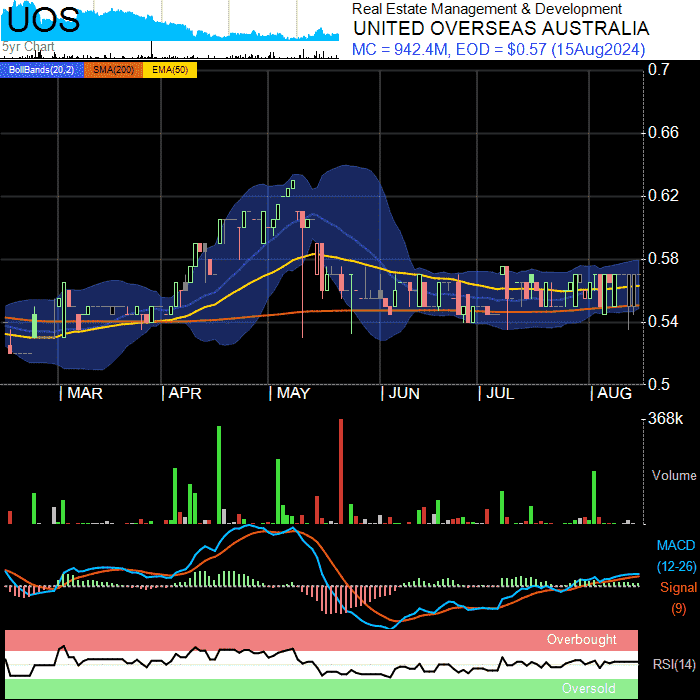 UOS
5yr Chart
Real Estate Management & Development
UNITED OVERSEAS AUSTRALIA
MC = 942.4M, EOD = $0.57 (15Aug2024)
BollBands(20,2) SMA(200) EMA(50)
0.7
0.66
0.62
0.58
0.54
0.5
MAR APR MAY JUN JUL AUG
368k
Volume
MACD
(12-26)
Signal
(9)
Overbought
RSI(14)
Oversold